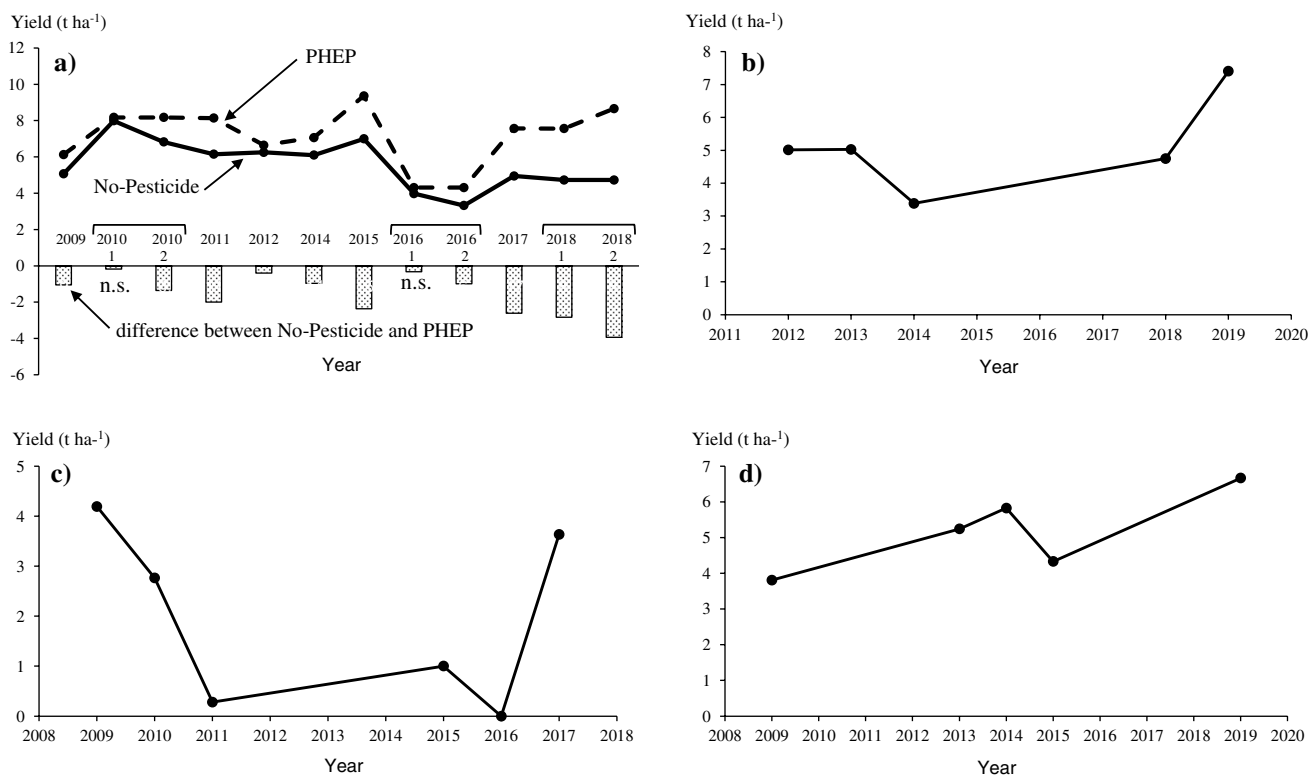 Yield (t ha-1)
a)
PHEP
No-Pesticide
12
10
8
6
4
2
0
-2
-4
-6
2009 2010 2010 2011 2012 2014 2015 2016 2016 2017 2018 2018
1 2 1 2 1 2
n.s. n.s.
difference between No-Pesticide and PHEP
Year
Yield (t ha-1)
b)
8
7
6
5
4
3
2
1
0
2011 2012 2013 2014 2015 2016 2017 2018 2019 2020
Year
Yield (t ha-1)
c)
5
4
3
2
1
0
2008 2009 2010 2011 2012 2013 2014 2015 2016 2017 2018
Year
Yield (t ha-1)
d)
7
6
5
4
3
2
1
0
2008 2009 2010 2011 2012 2013 2014 2015 2016 2017 2018 2019 2020
Year